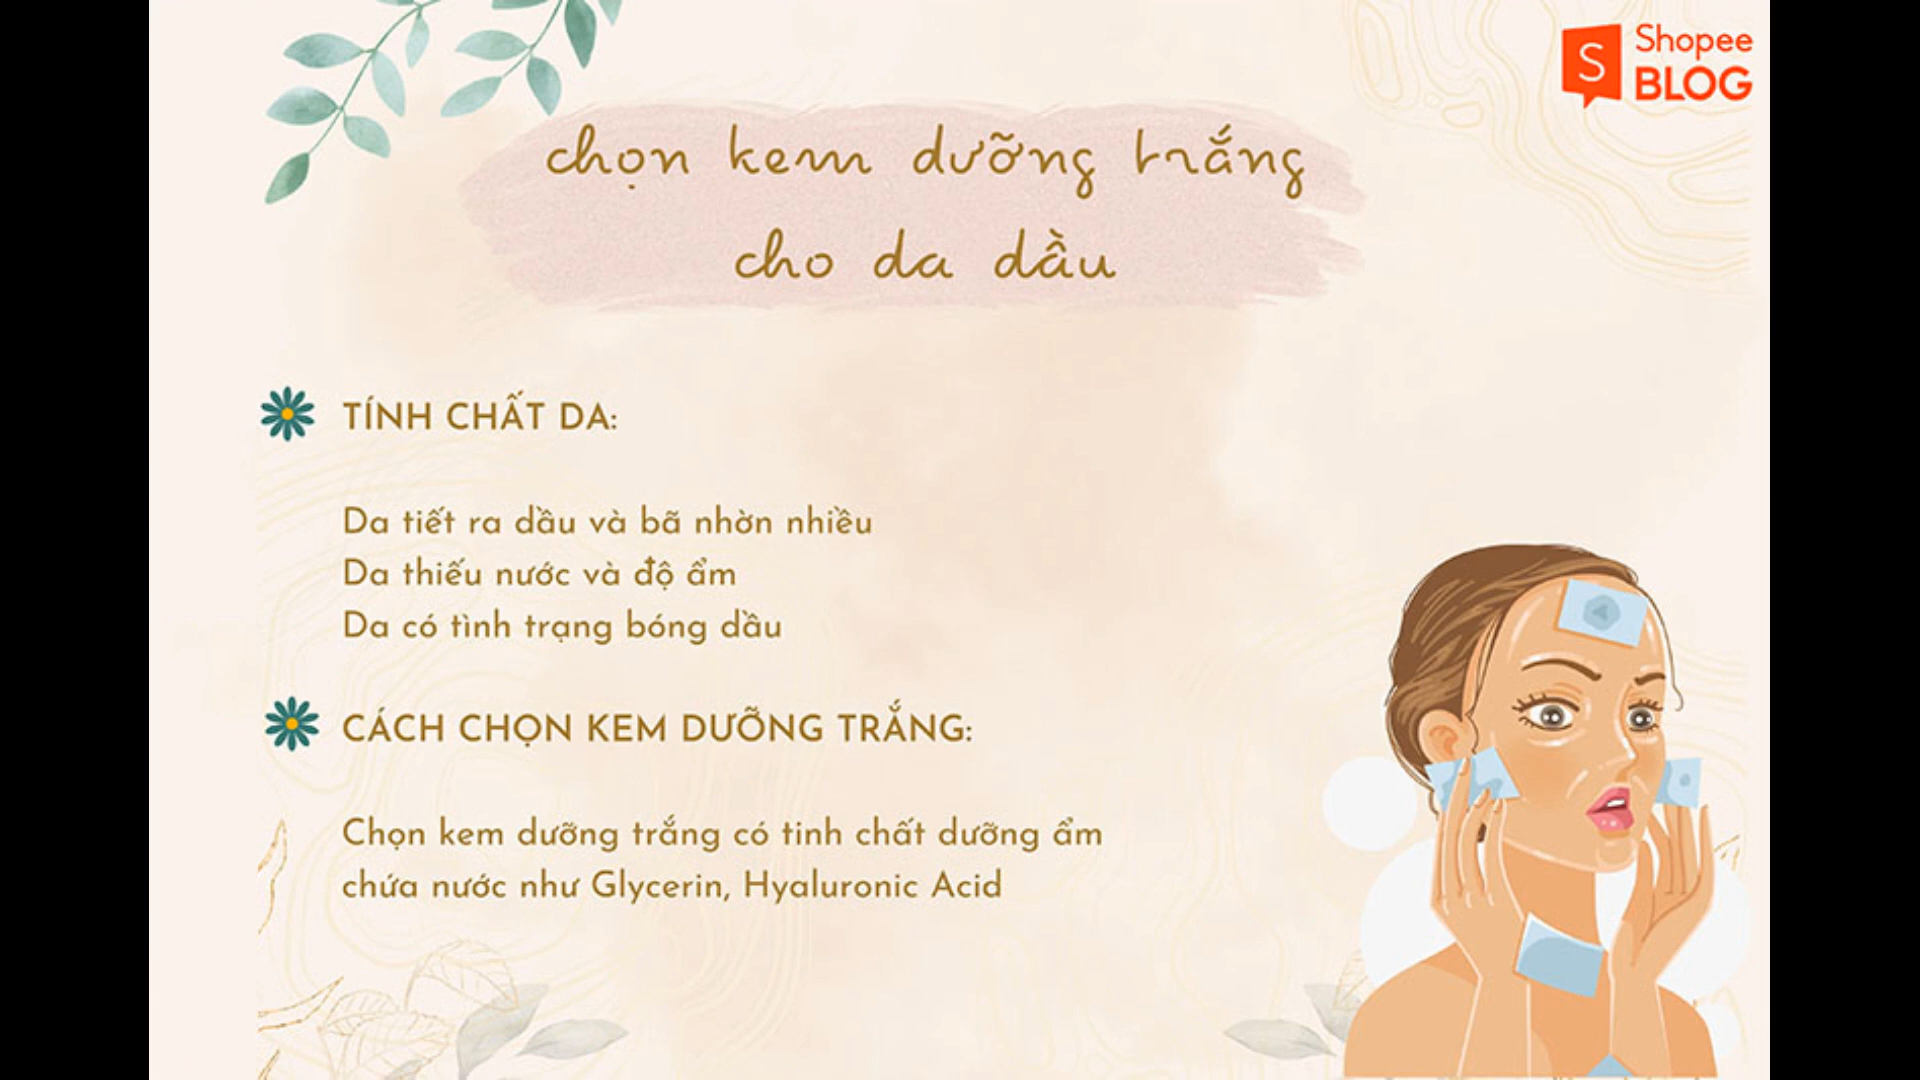 Shopee
BLOG
chọn kem dưỡng trắng
cho da dầu
TÍNH CHẤT DA:
Da tiết ra dầu và bã nhờn nhiều
Da thiếu nước và độ ẩm
Da có tình trạng bóng dầu
CÁCH CHỌN KEM DƯỠNG TRẮNG:
Chọn kem dưỡng trắng có tinh chất dưỡng ẩm
chứa nước như Glycerin, Hyaluronic Acid